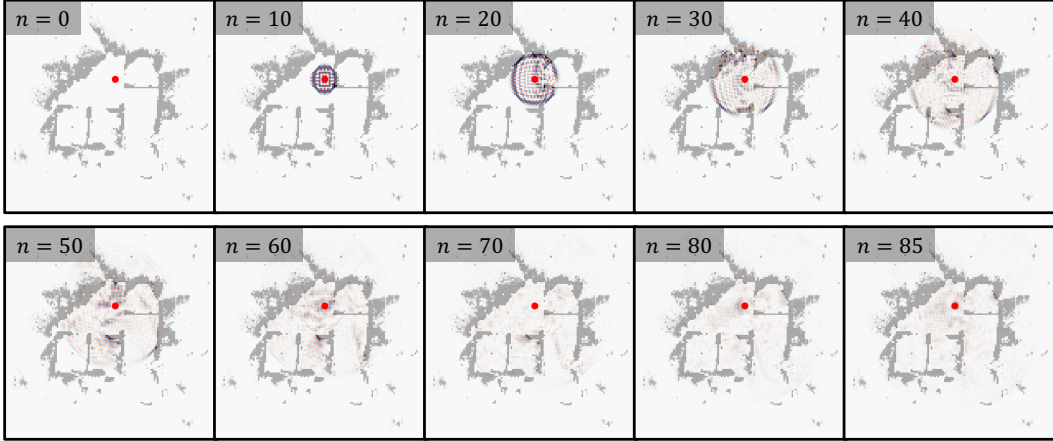 n = 0
n = 10
n = 20
n = 30
n = 40
n = 50
n = 60
n = 70
n = 80
n = 85